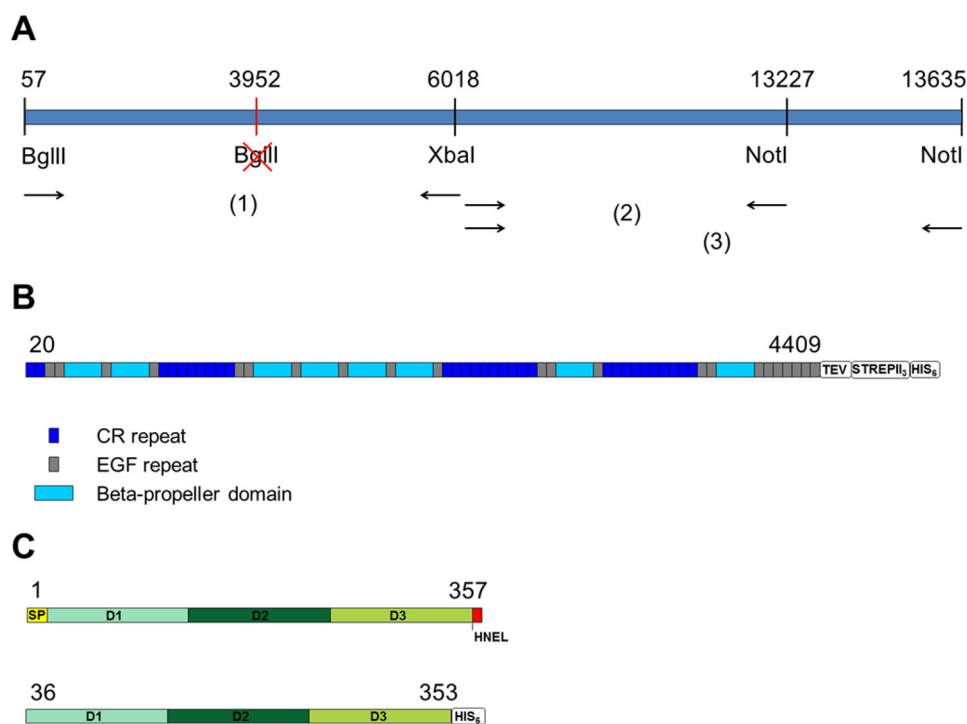 A
57 3952 6018 13227 13635
BglII BglII XbaI NotI NotI
(1) (2)
(3)
B
20 4409
TEV STREPII3 HIS6
CR repeat
EGF repeat
Beta-propeller domain
C
1 357
SP D1 D2 D3
HNEL
36 353
D1 D2 D3 HIS6